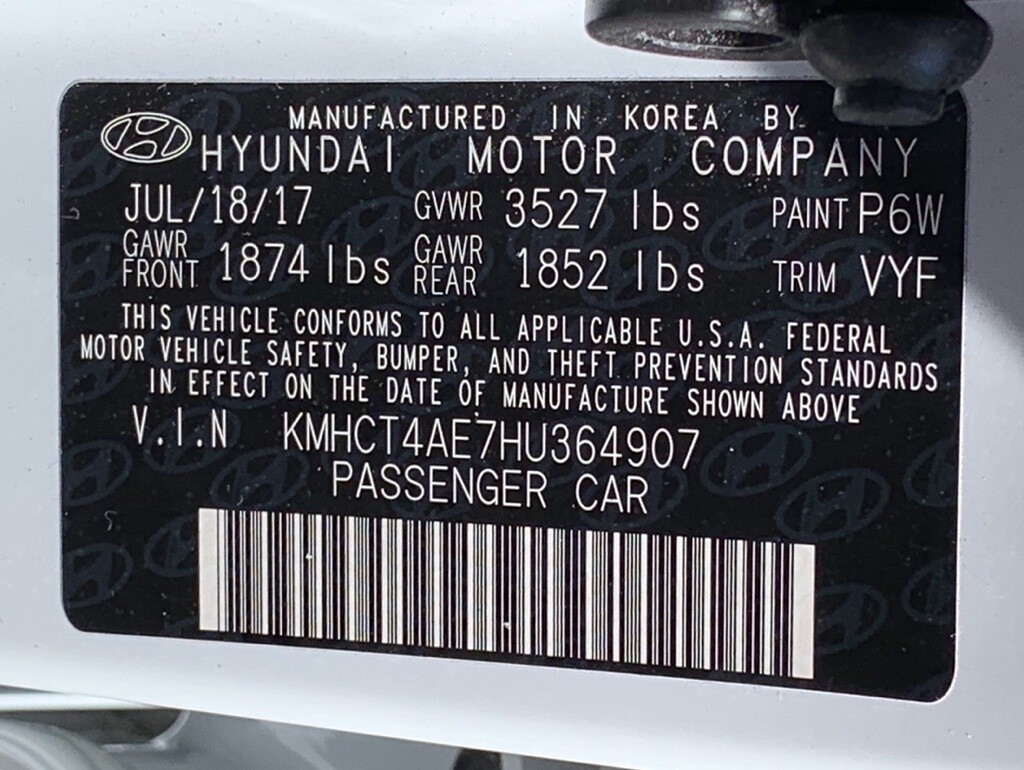 MANUFACTURED IN KOREA BY
HYUNDAI MOTOR COMPANY
JUL/18/17 GVWR 3527 lbs PAINT P6W
GAWR FRONT 1874 lbs GAWR REAR 1852 lbs TRIM VYF
THIS VEHICLE CONFORMS TO ALL APPLICABLE U.S.A. FEDERAL
MOTOR VEHICLE SAFETY, BUMPER, AND THEFT PREVENTION STANDARDS
IN EFFECT ON THE DATE OF MANUFACTURE SHOWN ABOVE
V.I.N KMHCT4AE7HU364907
PASSENGER CAR